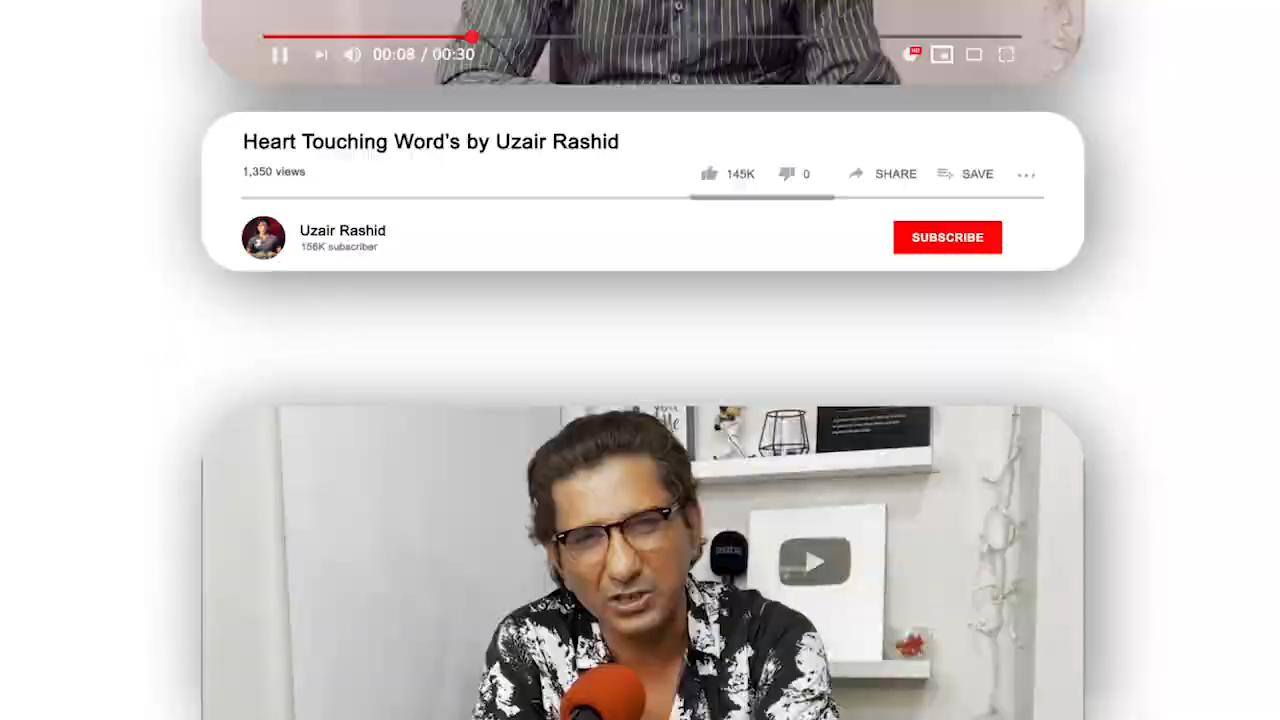 00:08 / 00:30
HD
Heart Touching Word's by Uzair Rashid
1,350 views
145K
0
SHARE
SAVE
Uzair Rashid
156K subscriber
SUBSCRIBE